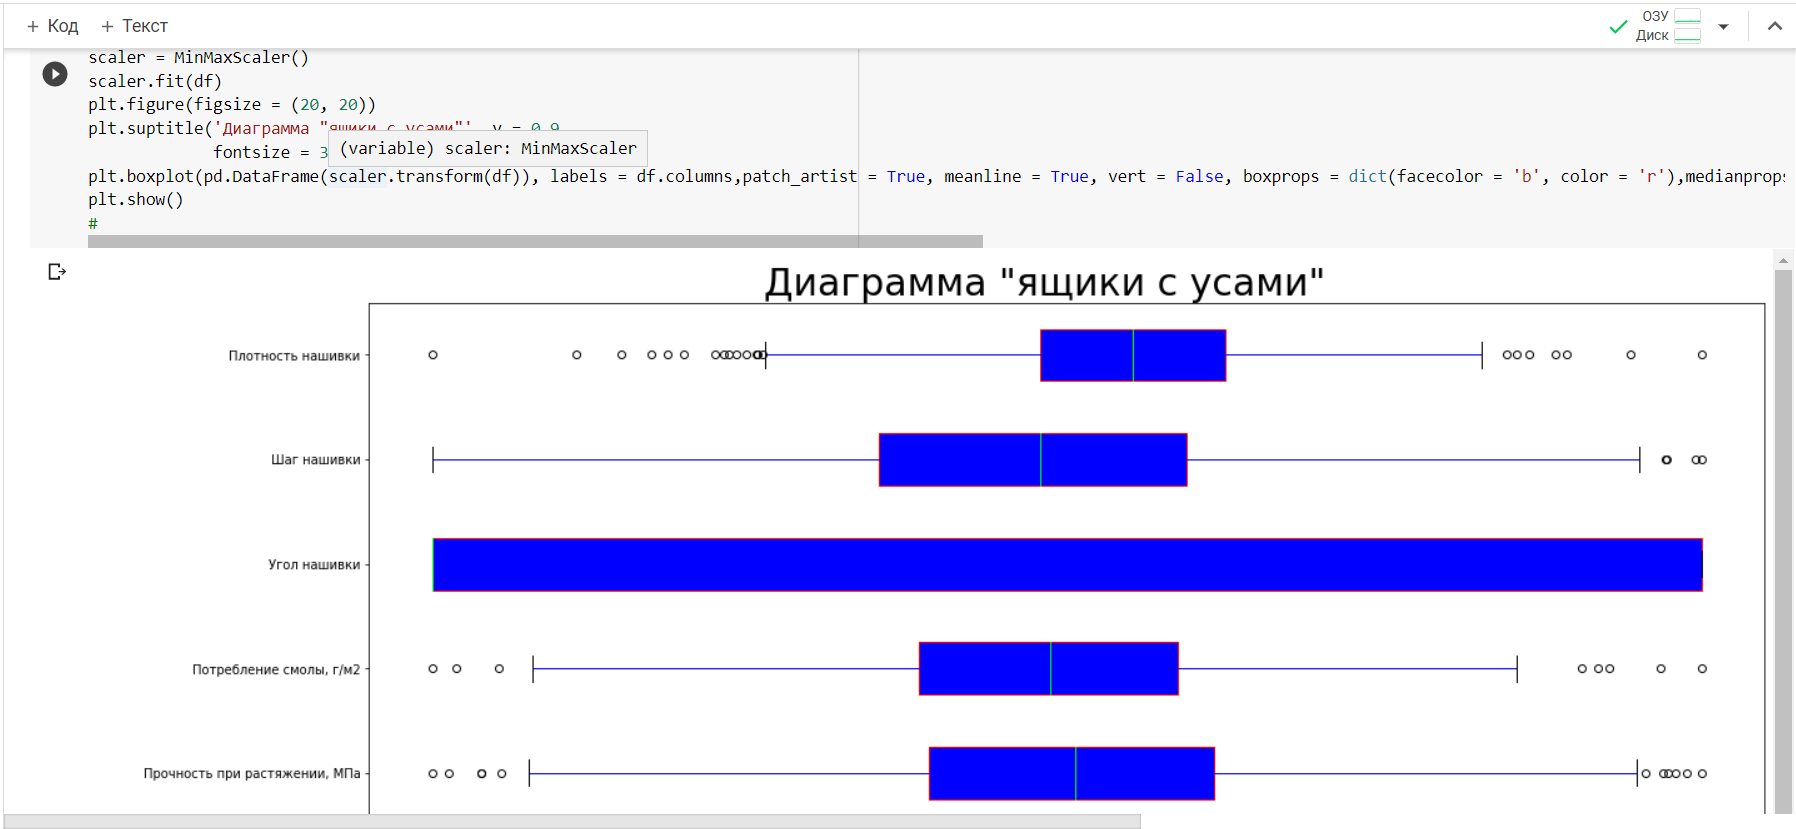 + Код + Текст
ОЗУ
Диск
scaler = MinMaxScaler()
scaler.fit(df)
plt.figure(figsize = (20, 20))
plt.suptitle('Диаграмма "ящики с усами"', y = 0.9
fontsize = 3
(variable) scaler: MinMaxScaler
plt.boxplot(pd.DataFrame(scaler.transform(df)), labels = df.columns,patch_artist = True, meanline = True, vert = False, boxprops = dict(facecolor = 'b', color = 'r'),medianprops
plt.show()
#
Диаграмма "ящики с усами"
Плотность нашивки
Шаг нашивки
Угол нашивки
Потребление смолы, г/м2
Прочность при растяжении, МПа